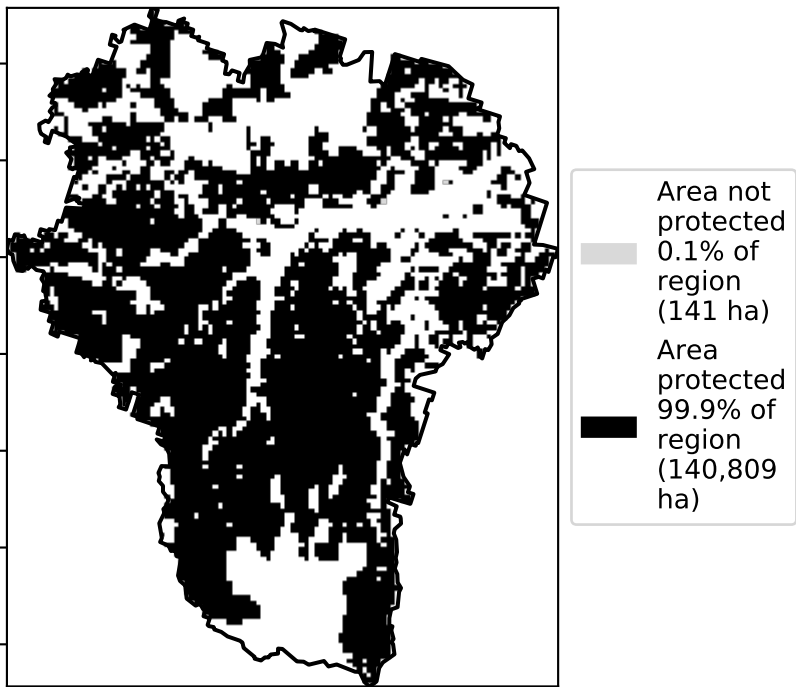 Area not
protected
0.1% of
region
(141 ha)
Area
protected
99.9% of
region
(140,809
ha)